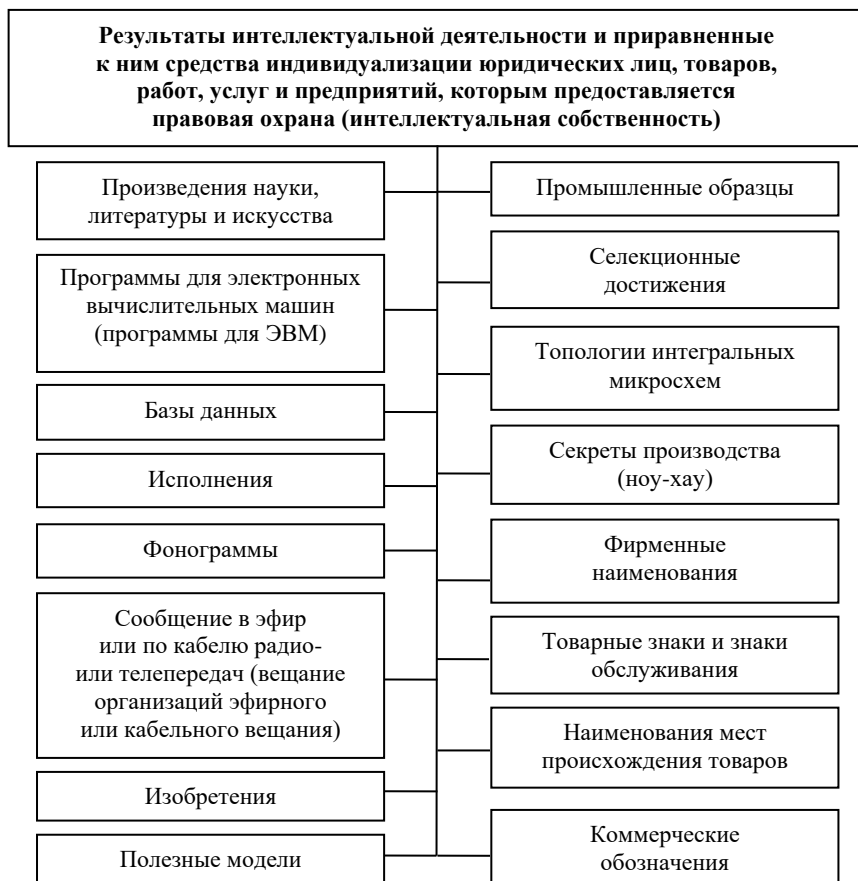 Результаты интеллектуальной деятельности и приравненные
к ним средства индивидуализации юридических лиц, товаров,
работ, услуг и предприятий, которым предоставляется
правовая охрана (интеллектуальная собственность)
Произведения науки,
литературы и искусства
Программы для электронных
вычислительных машин
(программы для ЭВМ)
Базы данных
Исполнения
Фонограммы
Сообщение в эфир
или по кабелю радио-
или телепередач (вещание
организаций эфирного
или кабельного вещания)
Изобретения
Полезные модели
Промышленные образцы
Селекционные
достижения
Топологии интегральных
микросхем
Секреты производства
(ноу-хау)
Фирменные
наименования
Товарные знаки и знаки
обслуживания
Наименования мест
происхождения товаров
Коммерческие
обозначения